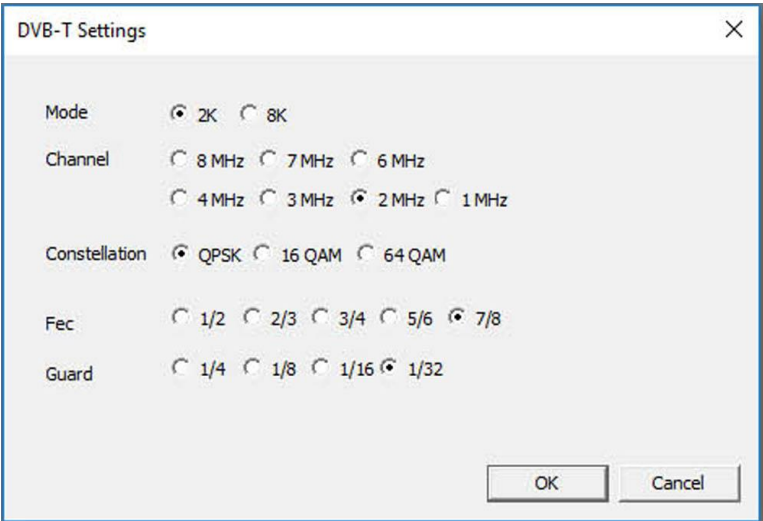 DVB-T Settings
Mode 2K 8K
Channel 8 MHz 7 MHz 6 MHz
4 MHz 3 MHz 2 MHz 1 MHz
Constellation QPSK 16 QAM 64 QAM
Fec 1/2 2/3 3/4 5/6 7/8
Guard 1/4 1/8 1/16 1/32
OK Cancel